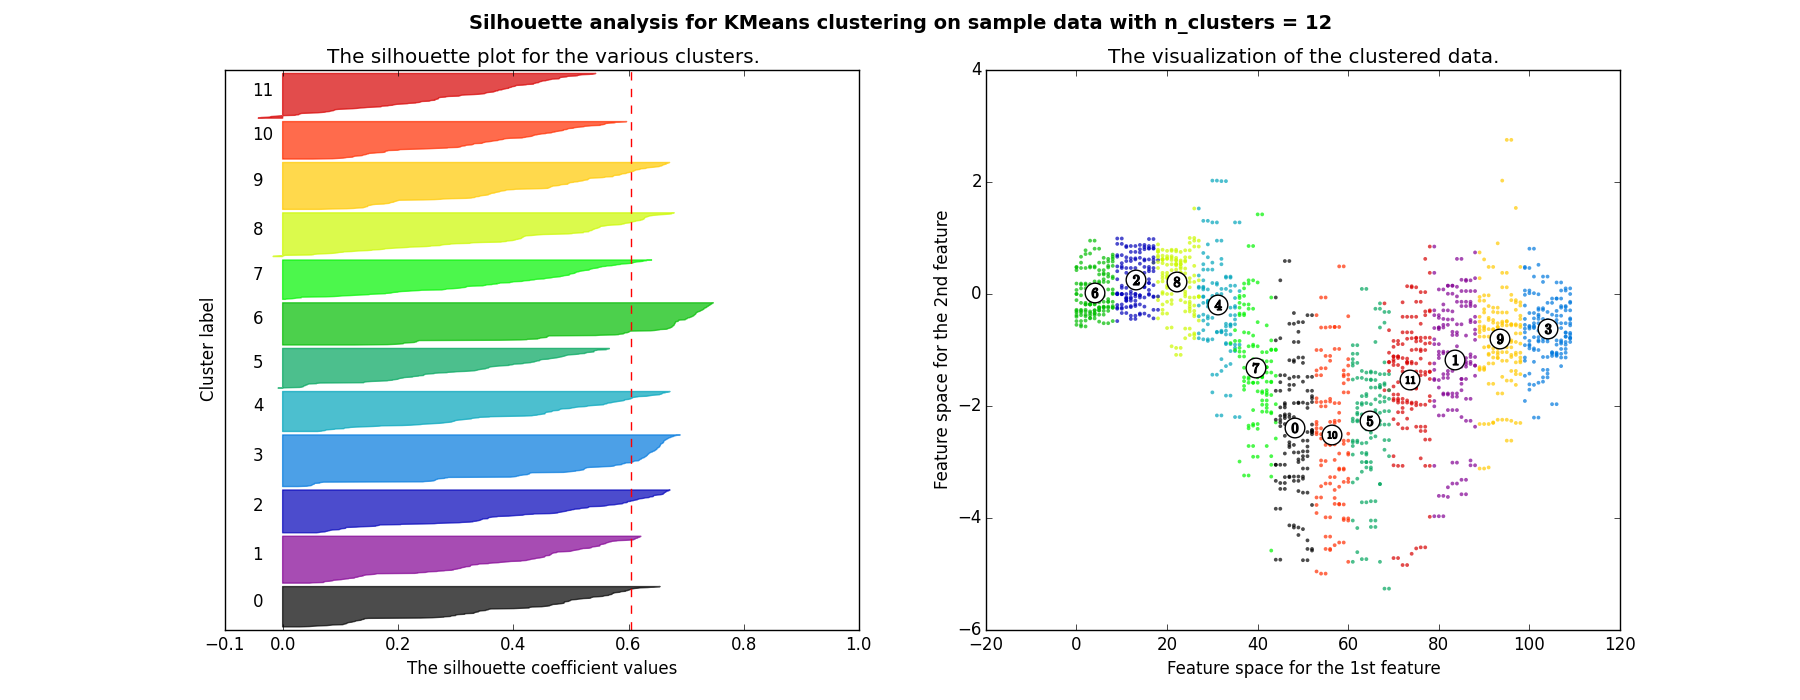 Silhouette analysis for KMeans clustering on sample data with n_clusters = 12
The silhouette plot for the various clusters.
11
10
9
8
7
6
5
4
3
2
1
0
Cluster label
−0.1 0.0 0.2 0.4 0.6 0.8 1.0
The silhouette coefficient values
The visualization of the clustered data.
4
2
0
−2
−4
−6
Feature space for the 2nd feature
6 2 8 4 7 0 10 5 11 1 9 3
−20 0 20 40 60 80 100 120
Feature space for the 1st feature